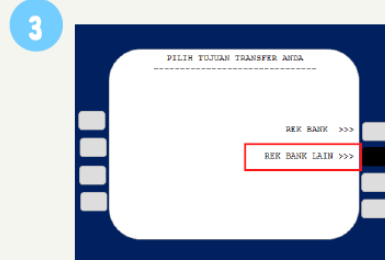 3
PILIH TUJUAN TRANSFER ANDA
--------------------------------
REK BANK >>>
REK BANK LAIN >>>